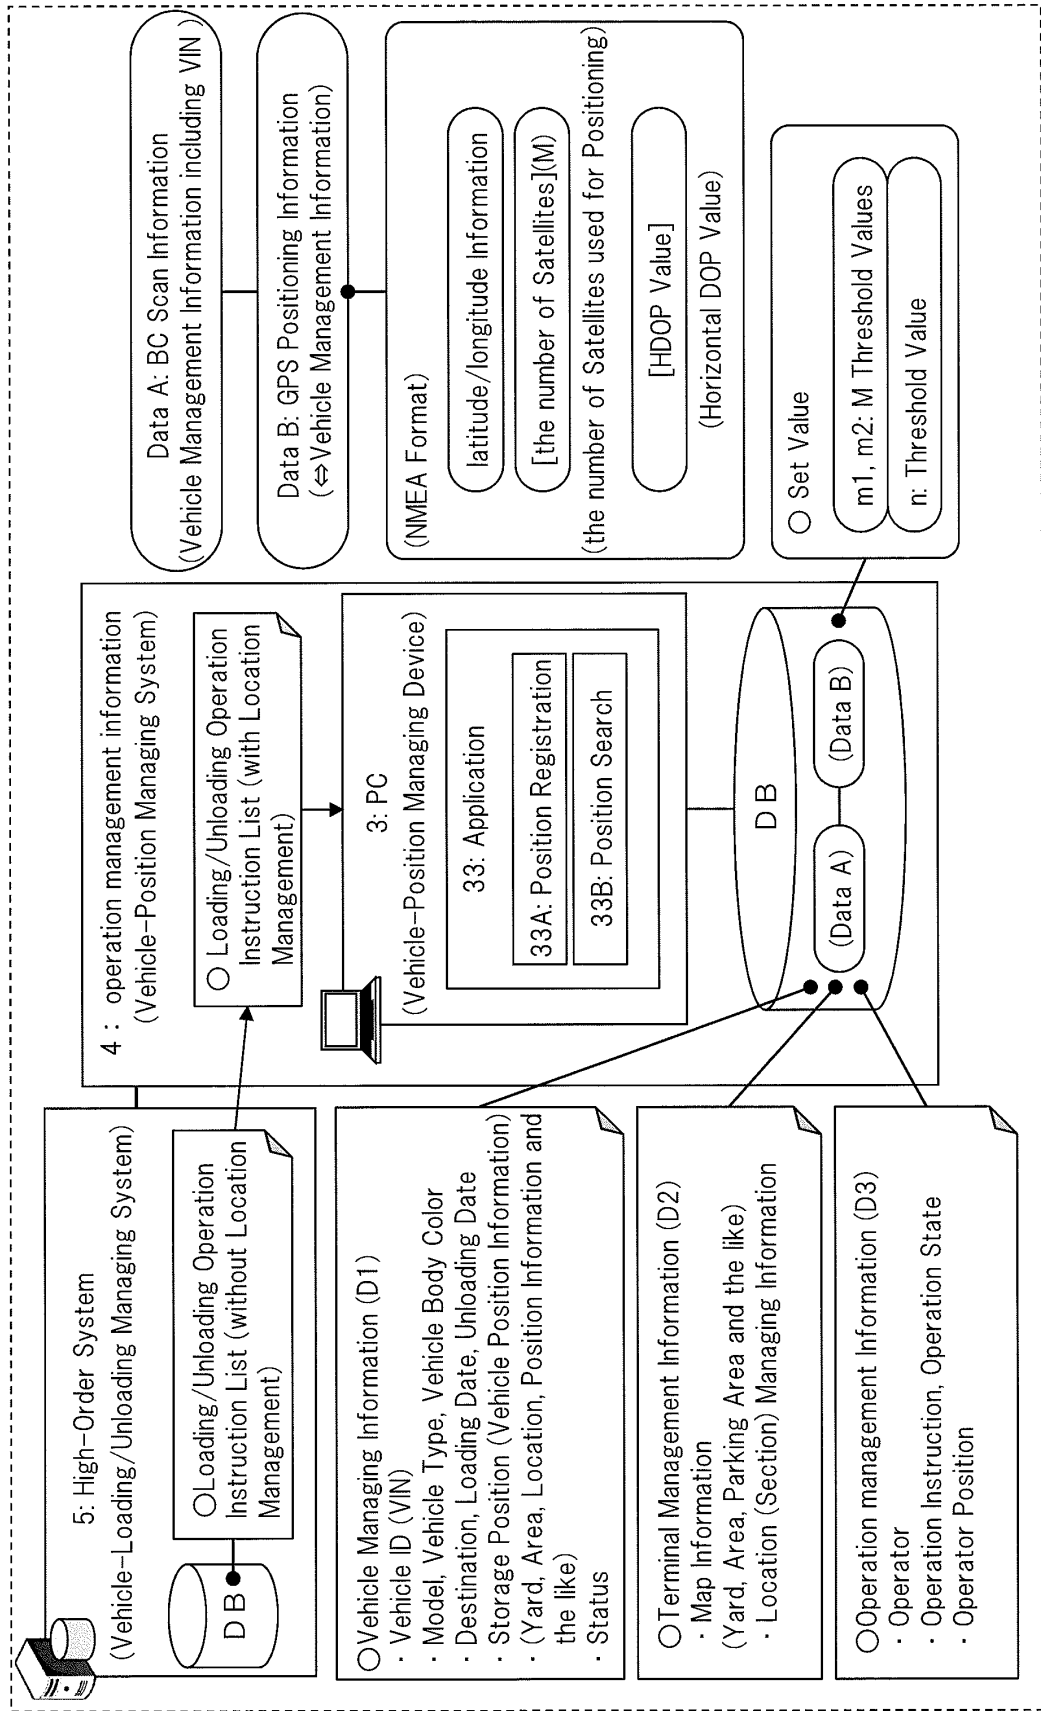 5: High-Order System
(Vehicle-Loading/Unloading Managing System)
DB
○Loading/Unloading Operation
Instruction List (without Location
Management)
○Vehicle Managing Information (D1)
· Vehicle ID (VIN)
· Model, Vehicle Type, Vehicle Body Color
· Destination, Loading Date, Unloading Date
· Storage Position (Vehicle Position Information)
(Yard, Area, Location, Position Information and
the like)
· Status
○Terminal Management Information (D2)
· Map Information
(Yard, Area, Parking Area and the like)
· Location (Section) Managing Information
○Operation management Information (D3)
· Operator
· Operation Instruction, Operation State
· Operator Position
4 : operation management information
(Vehicle-Position Managing System)
○ Loading/Unloading Operation
Instruction List (with Location
Management)
3: PC
(Vehicle-Position Managing Device)
33: Application
33A: Position Registration
33B: Position Search
DB
(Data A)
(Data B)
Data A: BC Scan Information
(Vehicle Management Information including VIN )
Data B: GPS Positioning Information
(⇔Vehicle Management Information)
(NMEA Format)
latitude/longitude Information
[the number of Satellites](M)
(the number of Satellites used for Positioning)
[HDOP Value]
(Horizontal DOP Value)
○ Set Value
m1, m2: M Threshold Values
n: Threshold Value